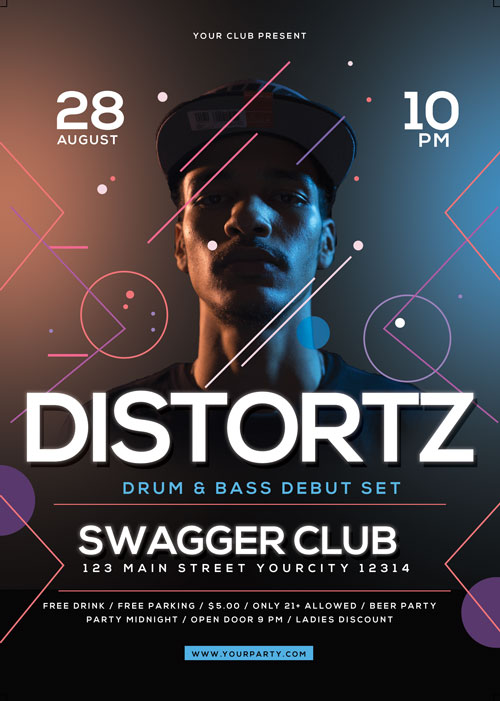 YOUR CLUB PRESENT
28
AUGUST
10
PM
DISTORTZ
DRUM & BASS DEBUT SET
SWAGGER CLUB
123 MAIN STREET YOURCITY 12314
FREE DRINK / FREE PARKING / $5.00 / ONLY 21+ ALLOWED / BEER PARTY
PARTY MIDNIGHT / OPEN DOOR 9 PM / LADIES DISCOUNT
WWW.YOURPARTY.COM